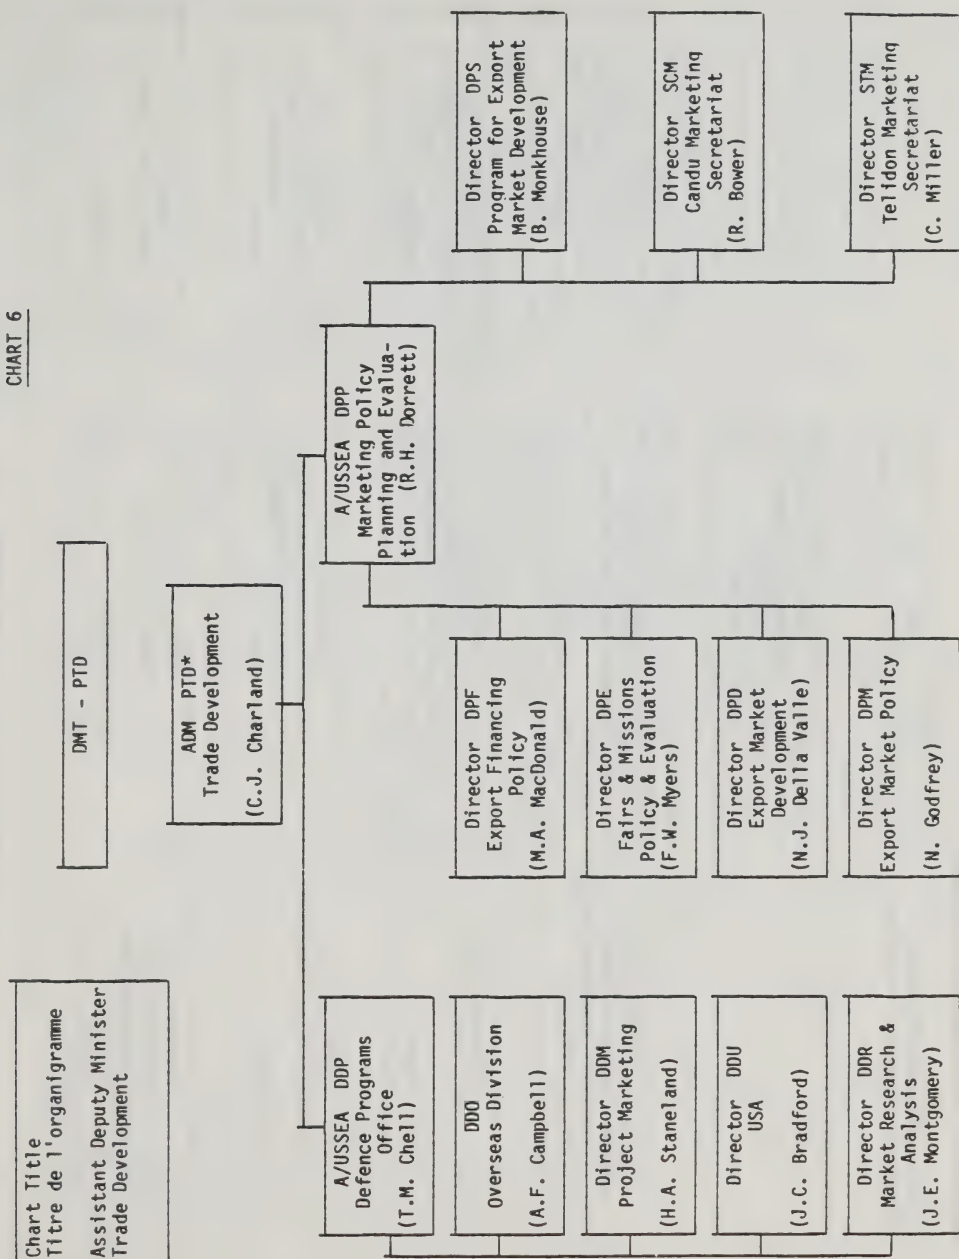 CHART 6
Chart Title
Titre de l'organigramme
Assistant Deputy Minister
Trade Development
DMT - PTD
ADM PTD*
Trade Development
(C.J. Charland)
A/USSEA DDP
Defence Programs
Office
(T.M. Chell)
DDO
Overseas Division
(A.F. Campbell)
Director DDM
Project Marketing
(H.A. Staneland)
Director DDU
USA
(J.C. Bradford)
Director DDR
Market Research &
Analysis
(J.E. Montgomery)
A/USSEA DPP
Marketing Policy
Planning and Evalua-
tion (R.H. Dorrett)
Director DPF
Export Financing
Policy
(M.A. MacDonald)
Director DPE
Fairs & Missions
Policy & Evaluation
(F.W. Myers)
Director DPD
Export Market
Development
(N.J. Della Valle)
Director DPM
Export Market Policy
(N. Godfrey)
Director DPS
Program for Export
Market Development
(B. Monkhouse)
Director SCM
Candu Marketing
Secretariat
(R. Bower)
Director STM
Telidon Marketing
Secretariat
(C. Miller)